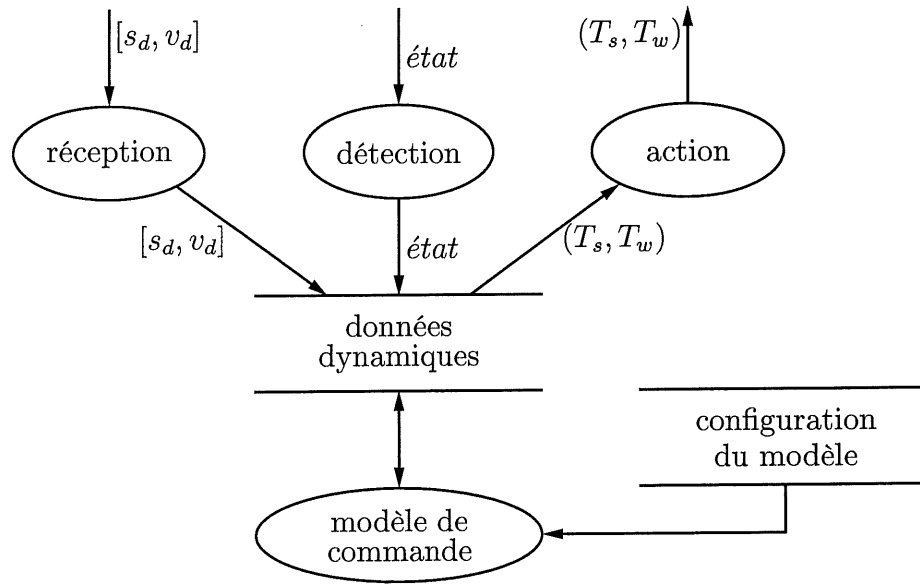 [s_d, v_d]
état
(T_s, T_w)
réception
détection
action
[s_d, v_d]
état
(T_s, T_w)
données
dynamiques
configuration
du modèle
modèle de
commande